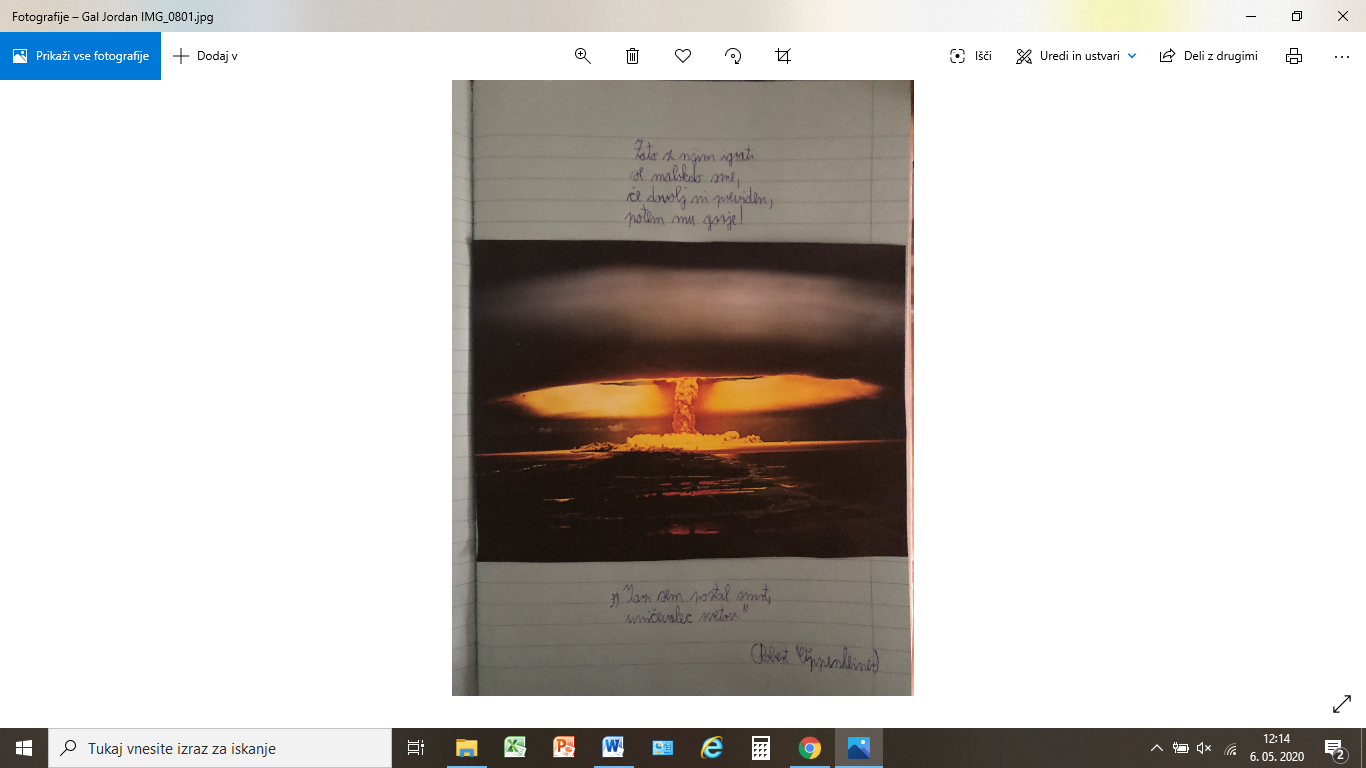 Fotografije – Gal Jordan IMG_0801.jpg
Prikaži vse fotografije
Dodaj v
Išči
Uredi in ustvari
Deli z drugimi
Zato z njim igrati
se malokdo sme,
če dovolj ni previden,
potem mu gorje!
"Jaz sem postal smrt,
uničevalec svetov"
(Robert Oppenheimer)
Tukaj vnesite izraz za iskanje
12:14
6. 05. 2020
2